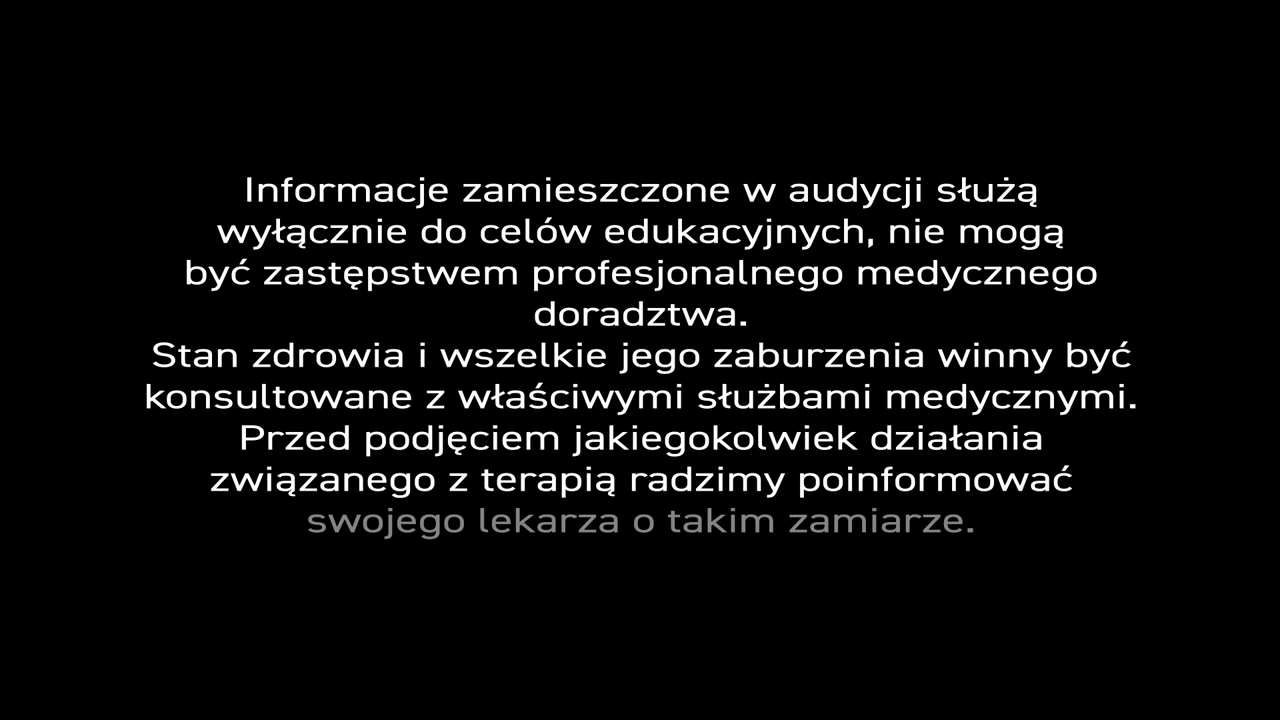 Informacje zamieszczone w audycji służą
wyłącznie do celów edukacyjnych, nie mogą
być zastępstwem profesjonalnego medycznego
doradztwa.
Stan zdrowia i wszelkie jego zaburzenia winny być
konsultowane z właściwymi służbami medycznymi.
Przed podjęciem jakiegokolwiek działania
związanego z terapią radzimy poinformować
swojego lekarza o takim zamiarze.